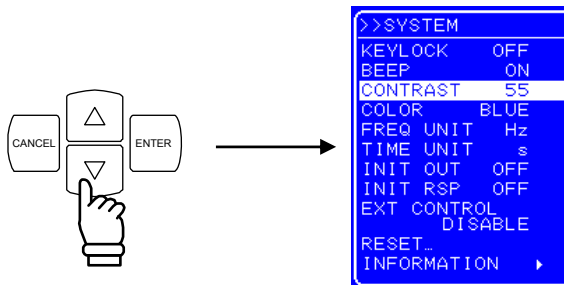 CANCEL
ENTER
>>SYSTEM
KEYLOCK OFF
BEEP ON
CONTRAST 55
COLOR BLUE
FREQ UNIT Hz
TIME UNIT s
INIT OUT OFF
INIT RSP OFF
EXT CONTROL
DISABLE
RESET…
INFORMATION